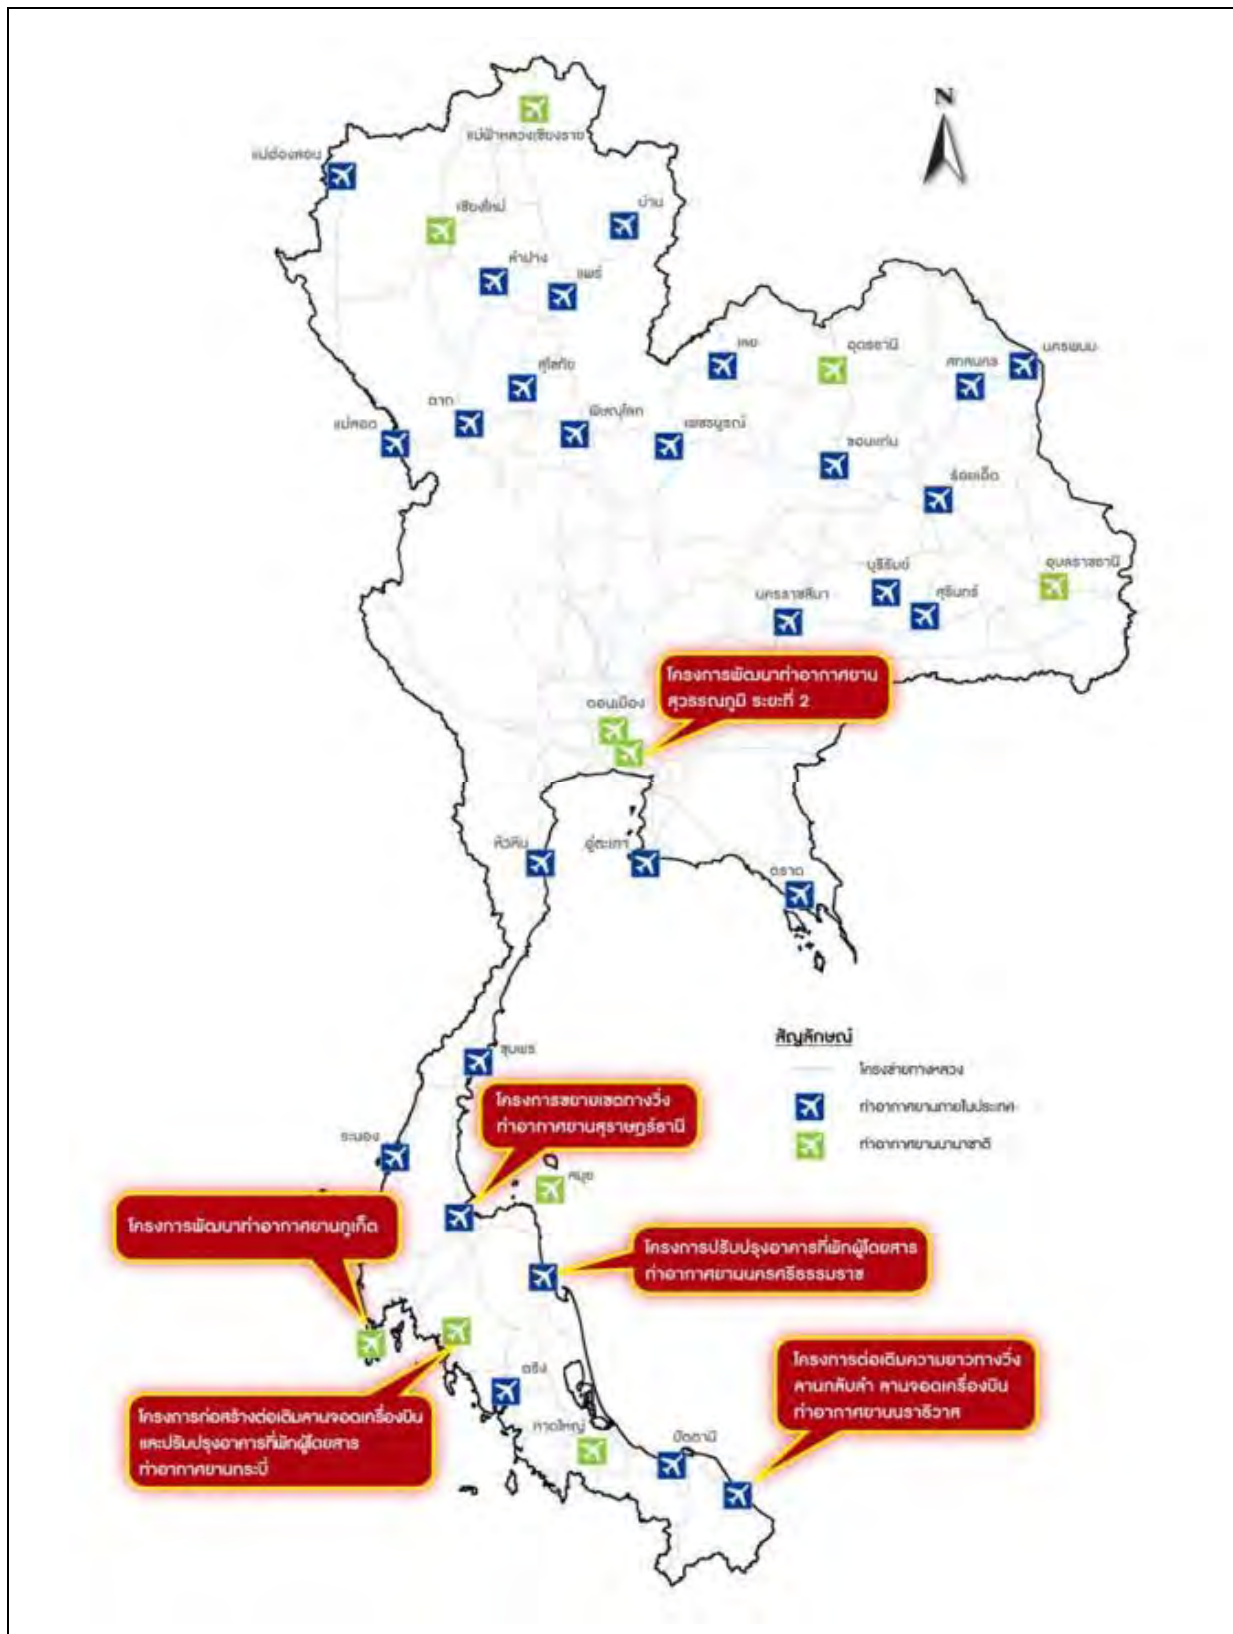 N
แม่ฟ้าหลวงเชียงราย
แม่ฮ่องสอน
เชียงใหม่
น่าน
ลำปาง
แพร่
เลย
อุดรธานี
นครพนม
สกลนคร
สุโขทัย
ตาก
พิษณุโลก
แม่สอด
เพชรบูรณ์
ขอนแก่น
ร้อยเอ็ด
อุบลราชธานี
บุรีรัมย์
นครราชสีมา
สุรินทร์
โครงการพัฒนาท่าอากาศยาน
สุวรรณภูมิ ระยะที่ 2
ดอนเมือง
หัวหิน
อู่ตะเภา
ตราด
สัญลักษณ์
โครงข่ายทางหลวง
ท่าอากาศยานภายในประเทศ
ท่าอากาศยานนานาชาติ
ชุมพร
โครงการขยายเขตทางวิ่ง
ท่าอากาศยานสุราษฎร์ธานี
ระนอง
สมุย
โครงการพัฒนาท่าอากาศยานภูเก็ต
โครงการปรับปรุงอาคารที่พักผู้โดยสาร
ท่าอากาศยานนครศรีธรรมราช
โครงการต่อเติมความยาวทางวิ่ง
ลานกลับลำ ลานจอดเครื่องบิน
ท่าอากาศยานนราธิวาส
ตรัง
โครงการก่อสร้างต่อเติมลานจอดเครื่องบิน
และปรับปรุงอาคารที่พักผู้โดยสาร
ท่าอากาศยานกระบี่
หาดใหญ่
ปัตตานี